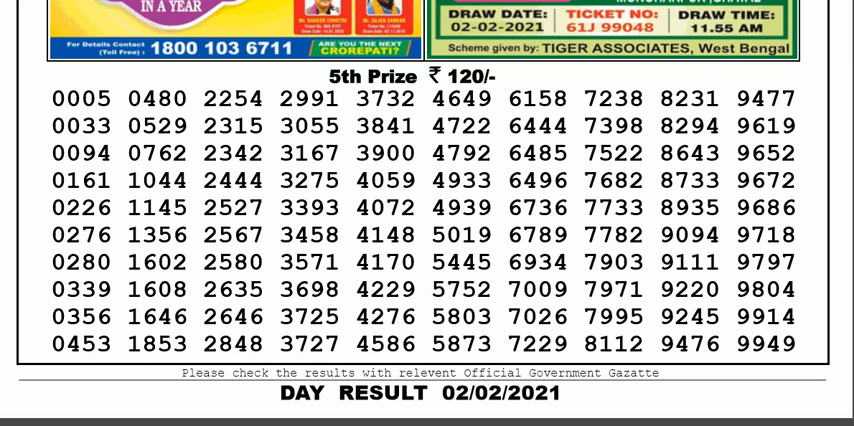 IN A YEAR
For Details Contact
(Toll Free) : 1800 103 6711
Mr. NARESH CHHETRI
Mr. SUJEN SARKAR
ARE YOU THE NEXT
CROREPATI?
DRAW DATE:
02-02-2021
TICKET NO:
61J 99048
DRAW TIME:
11.55 AM
Scheme given by: TIGER ASSOCIATES, West Bengal
5th Prize ₹ 120/-
0005 0480 2254 2991 3732 4649 6158 7238 8231 9477
0033 0529 2315 3055 3841 4722 6444 7398 8294 9619
0094 0762 2342 3167 3900 4792 6485 7522 8643 9652
0161 1044 2444 3275 4059 4933 6496 7682 8733 9672
0226 1145 2527 3393 4072 4939 6736 7733 8935 9686
0276 1356 2567 3458 4148 5019 6789 7782 9094 9718
0280 1602 2580 3571 4170 5445 6934 7903 9111 9797
0339 1608 2635 3698 4229 5752 7009 7971 9220 9804
0356 1646 2646 3725 4276 5803 7026 7995 9245 9914
0453 1853 2848 3727 4586 5873 7229 8112 9476 9949
Please check the results with relevent Official Government Gazatte
DAY RESULT 02/02/2021